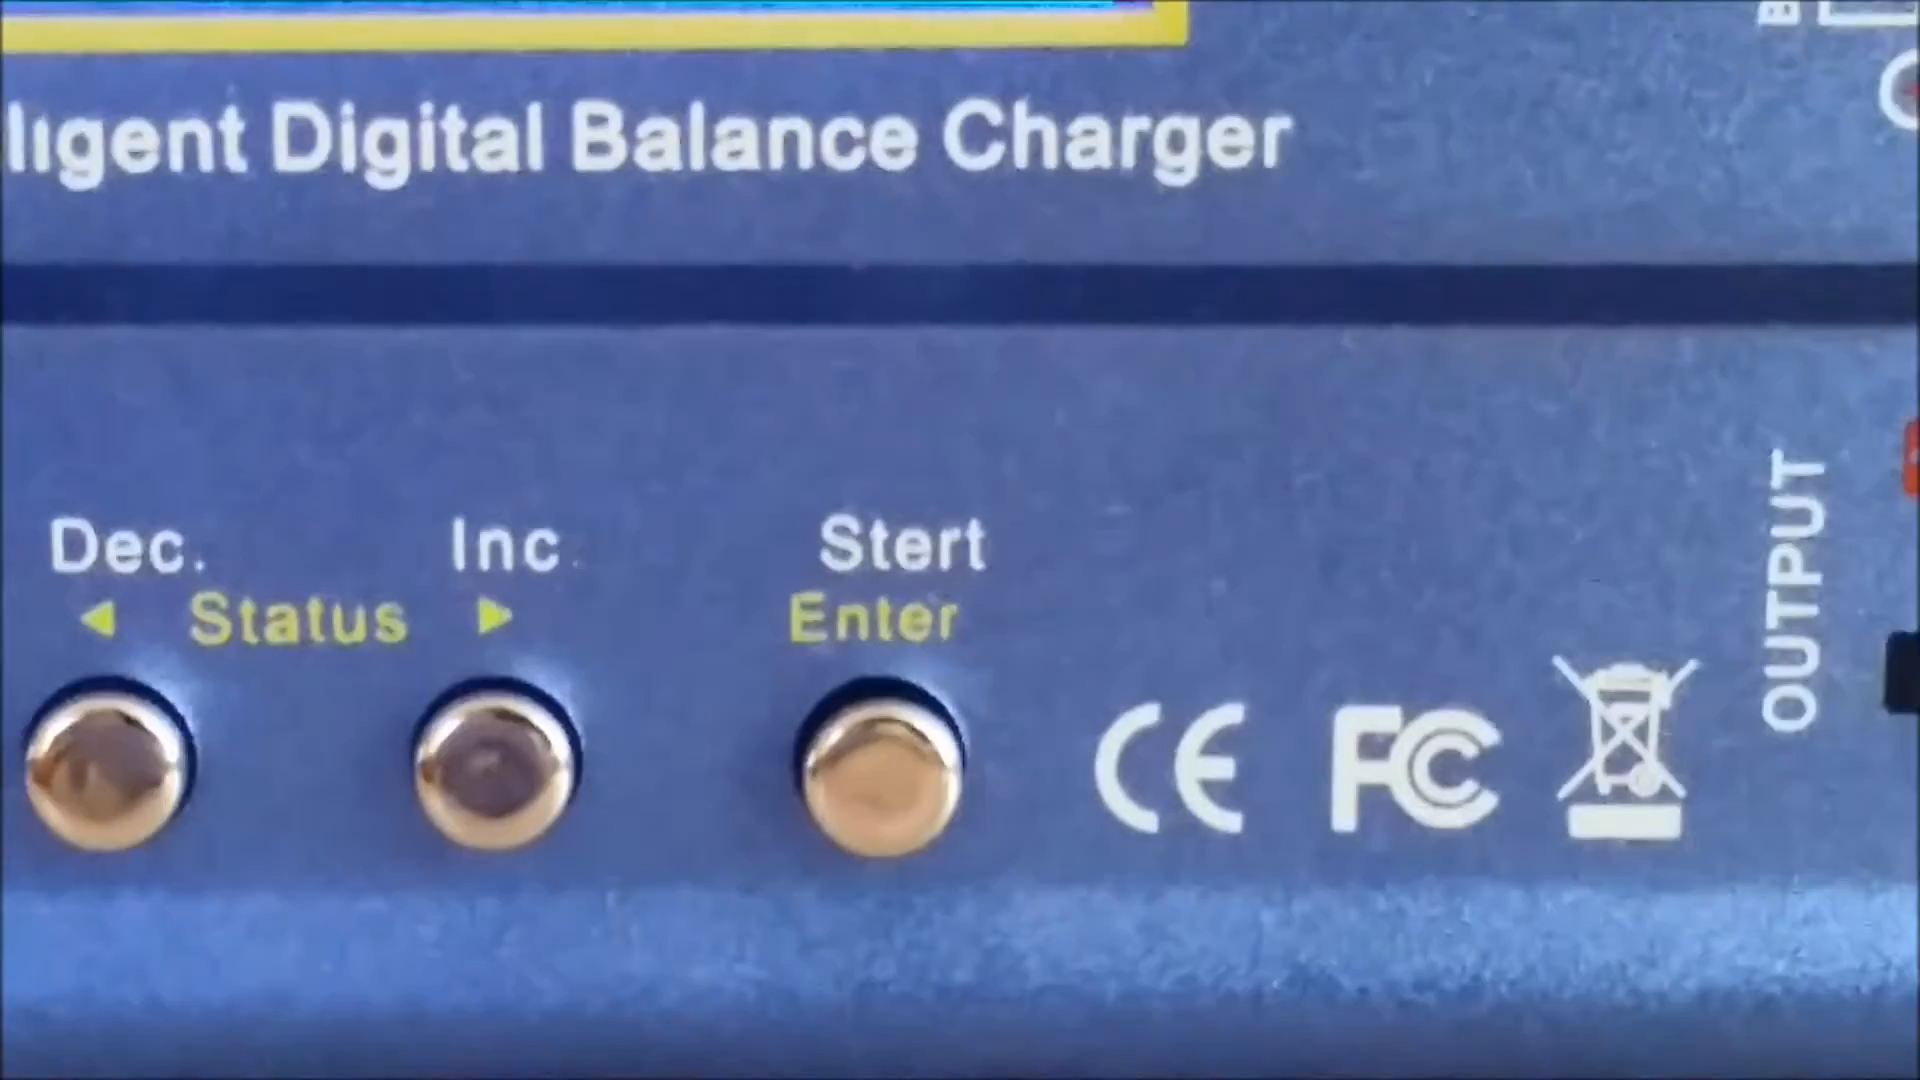 lligent Digital Balance Charger
Dec.
Inc.
Stert
◄ Status ►
Enter
CE FC
OUTPUT